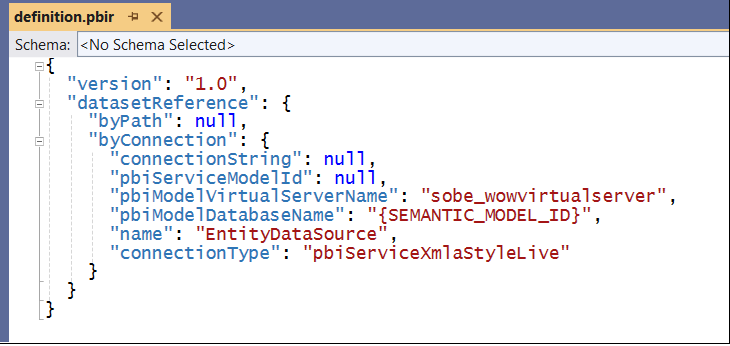 definition.pbir
Schema: <No Schema Selected>
{
"version": "1.0",
"datasetReference": {
"byPath": null,
"byConnection": {
"connectionString": null,
"pbiServiceModelId": null,
"pbiModelVirtualServerName": "sobe_wowvirtualserver",
"pbiModelDatabaseName": "{SEMANTIC_MODEL_ID}",
"name": "EntityDataSource",
"connectionType": "pbiServiceXmlaStyleLive"
}
}
}